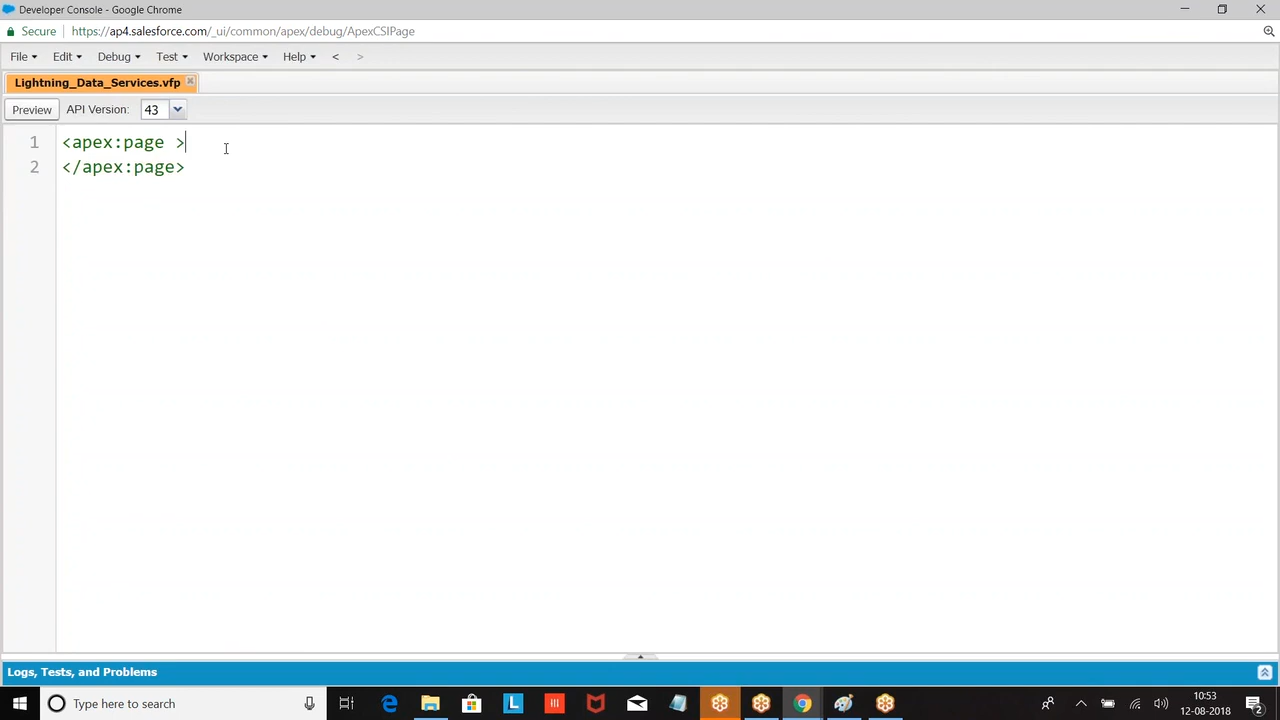 Developer Console - Google Chrome
Secure https://ap4.salesforce.com/_ui/common/apex/debug/ApexCSIPage
File Edit Debug Test Workspace Help < >
Lightning_Data_Services.vfp
Preview API Version: 43
1 <apex:page >
2 </apex:page>
Logs, Tests, and Problems
Type here to search
10:53
12-08-2018
2